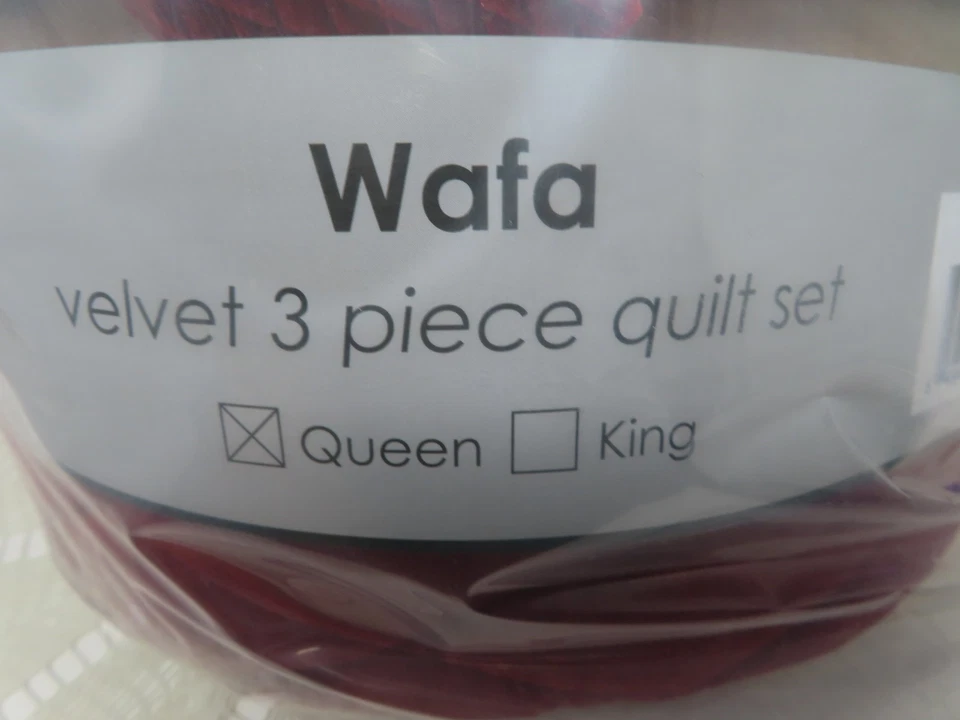 Wafa
velvet 3 piece quilt set
☒ Queen ☐ King